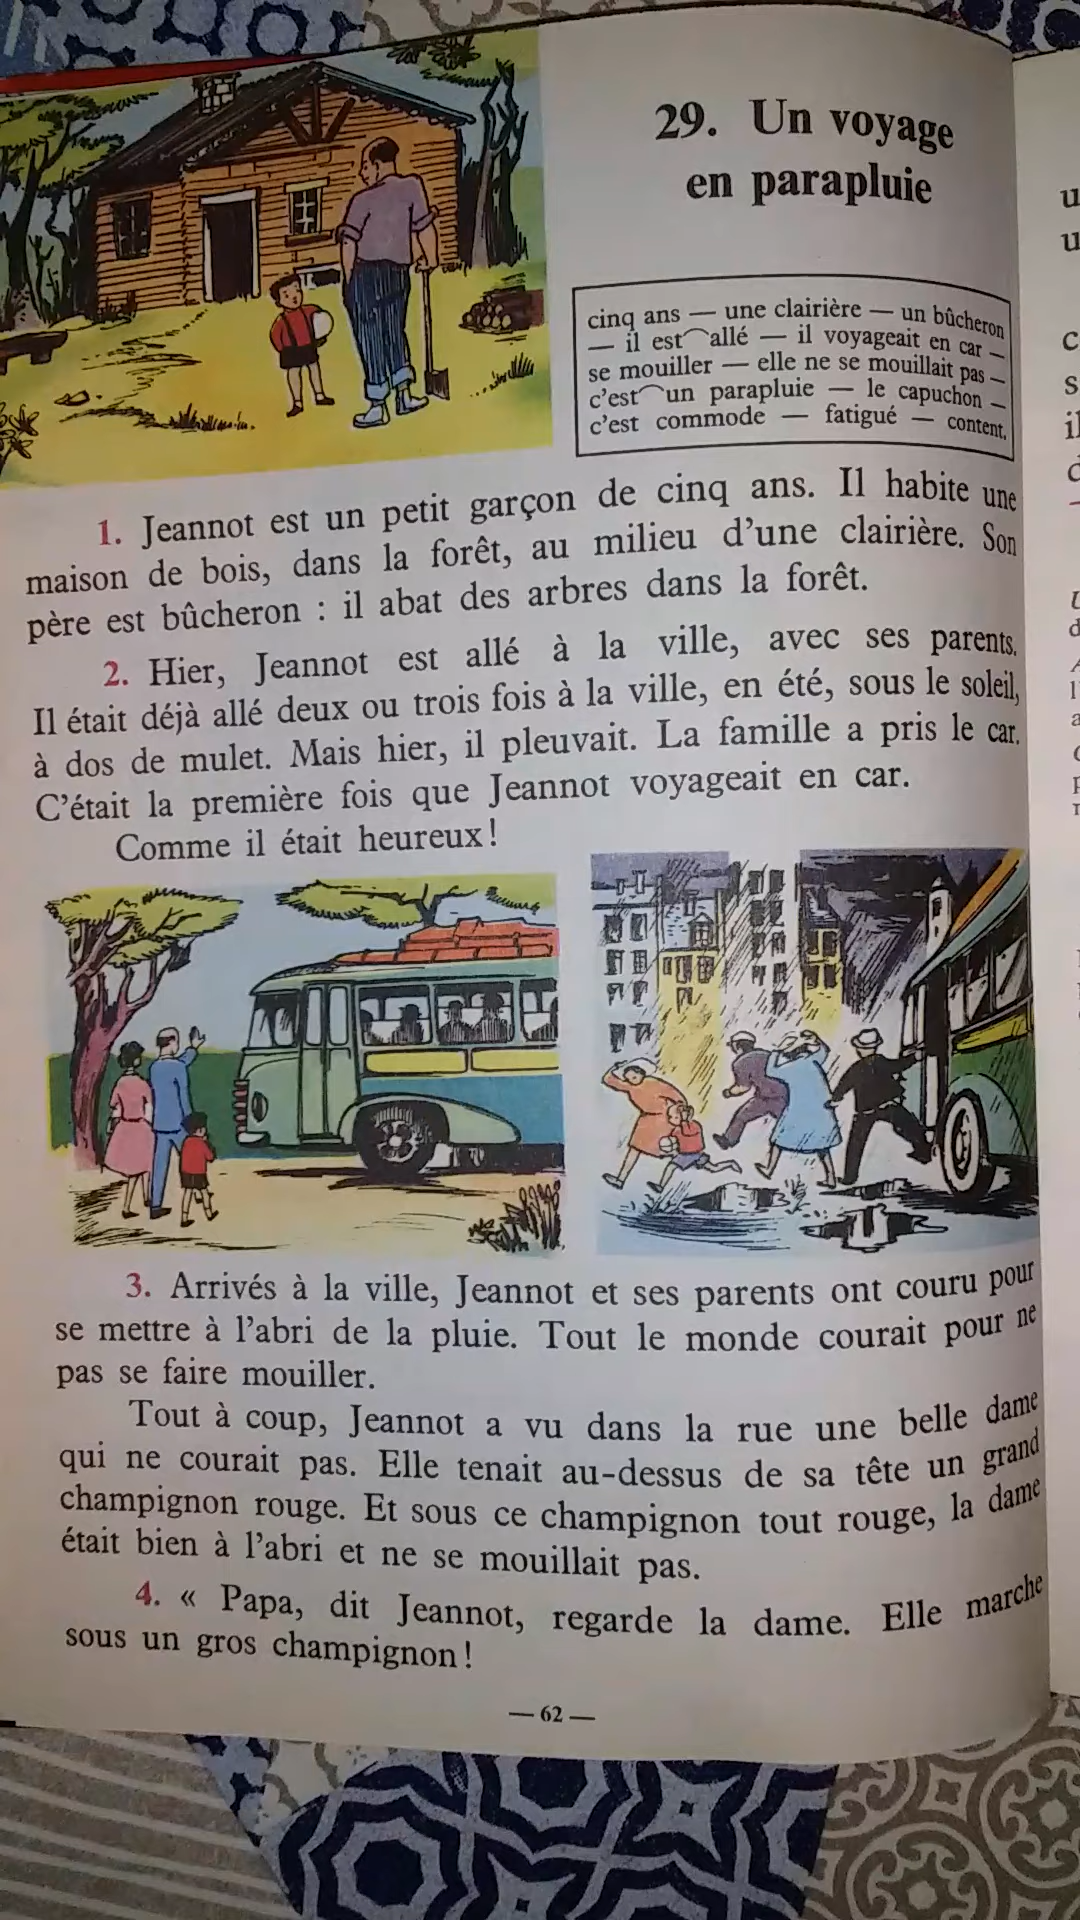 29. Un voyage
en parapluie
cinq ans — une clairière — un bûcheron
— il est allé — il voyageait en car —
se mouiller — elle ne se mouillait pas —
c'est un parapluie — le capuchon —
c'est commode — fatigué — content.
1. Jeannot est un petit garçon de cinq ans. Il habite une
maison de bois, dans la forêt, au milieu d'une clairière. Son
père est bûcheron : il abat des arbres dans la forêt.
2. Hier, Jeannot est allé à la ville, avec ses parents.
Il était déjà allé deux ou trois fois à la ville, en été, sous le soleil,
à dos de mulet. Mais hier, il pleuvait. La famille a pris le car.
C'était la première fois que Jeannot voyageait en car.
Comme il était heureux !
3. Arrivés à la ville, Jeannot et ses parents ont couru pour
se mettre à l'abri de la pluie. Tout le monde courait pour ne
pas se faire mouiller.
Tout à coup, Jeannot a vu dans la rue une belle dame
qui ne courait pas. Elle tenait au-dessus de sa tête un grand
champignon rouge. Et sous ce champignon tout rouge, la dame
était bien à l'abri et ne se mouillait pas.
4. « Papa, dit Jeannot, regarde la dame. Elle marche
sous un gros champignon !
— 62 —